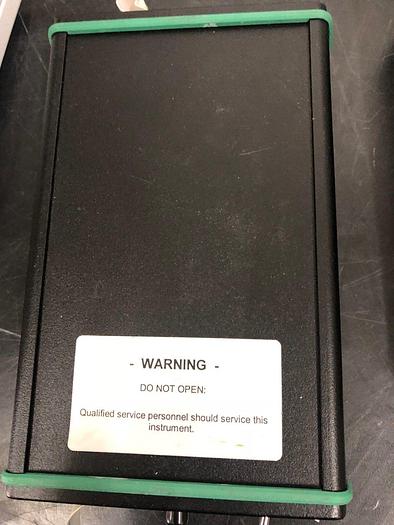 - WARNING -
DO NOT OPEN:
Qualified service personnel should service this
instrument.